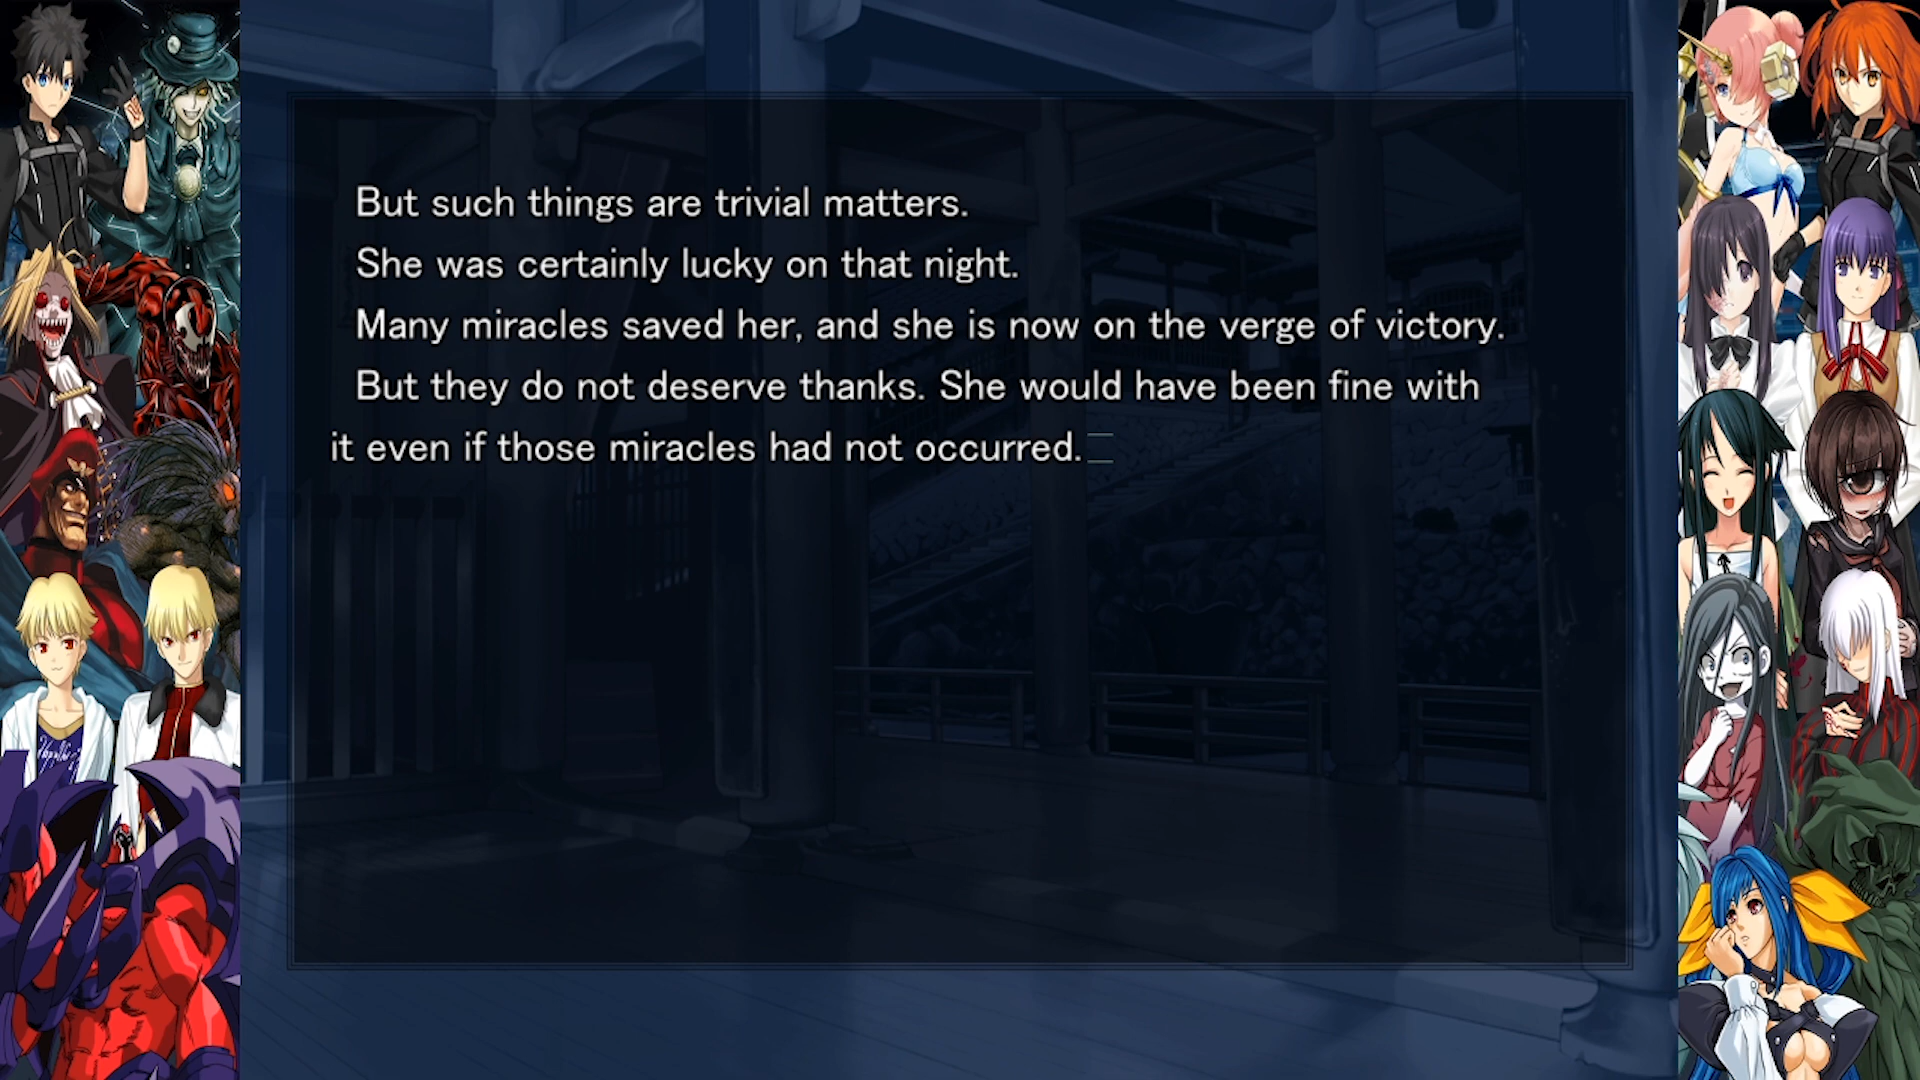 But such things are trivial matters.
She was certainly lucky on that night.
Many miracles saved her, and she is now on the verge of victory.
But they do not deserve thanks. She would have been fine with
it even if those miracles had not occurred.